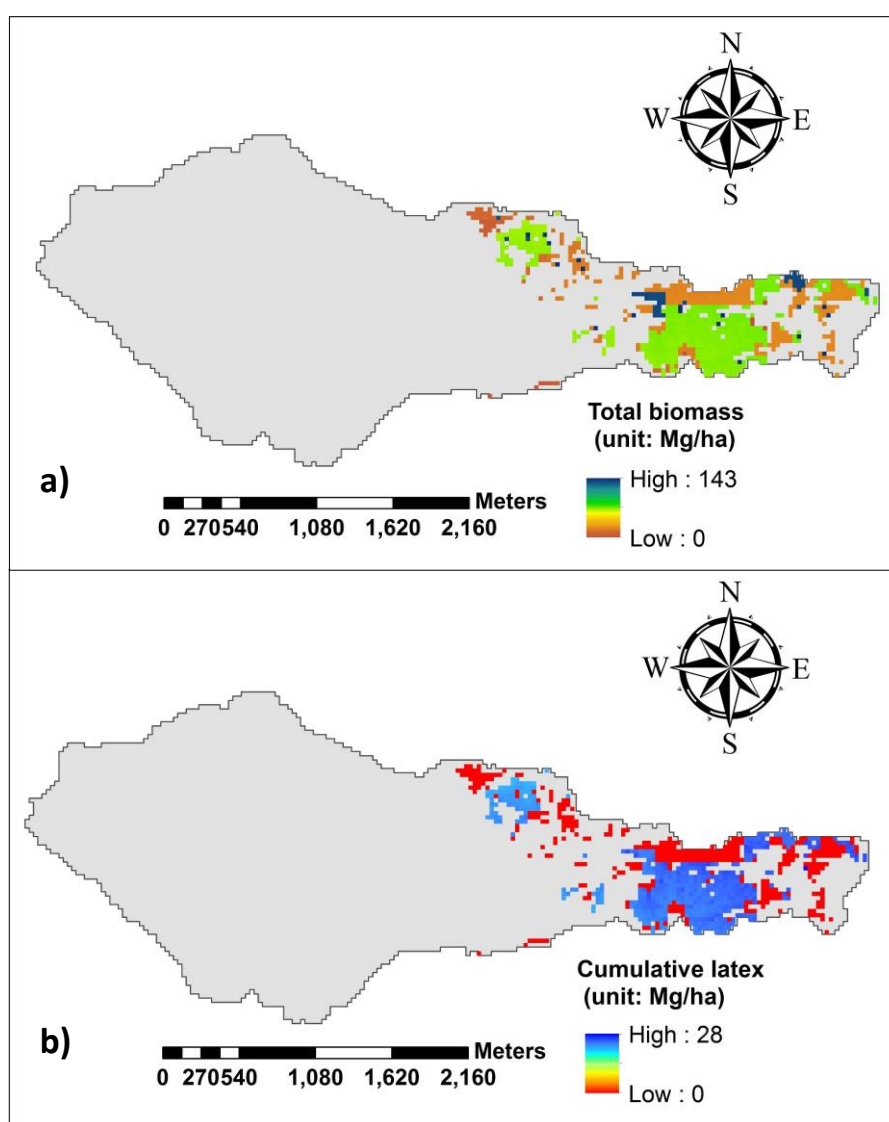 N
W E
S
Total biomass
(unit: Mg/ha)
High : 143
Low : 0
a)
Meters
0 270540 1,080 1,620 2,160
N
W E
S
Cumulative latex
(unit: Mg/ha)
High : 28
Low : 0
b)
Meters
0 270540 1,080 1,620 2,160